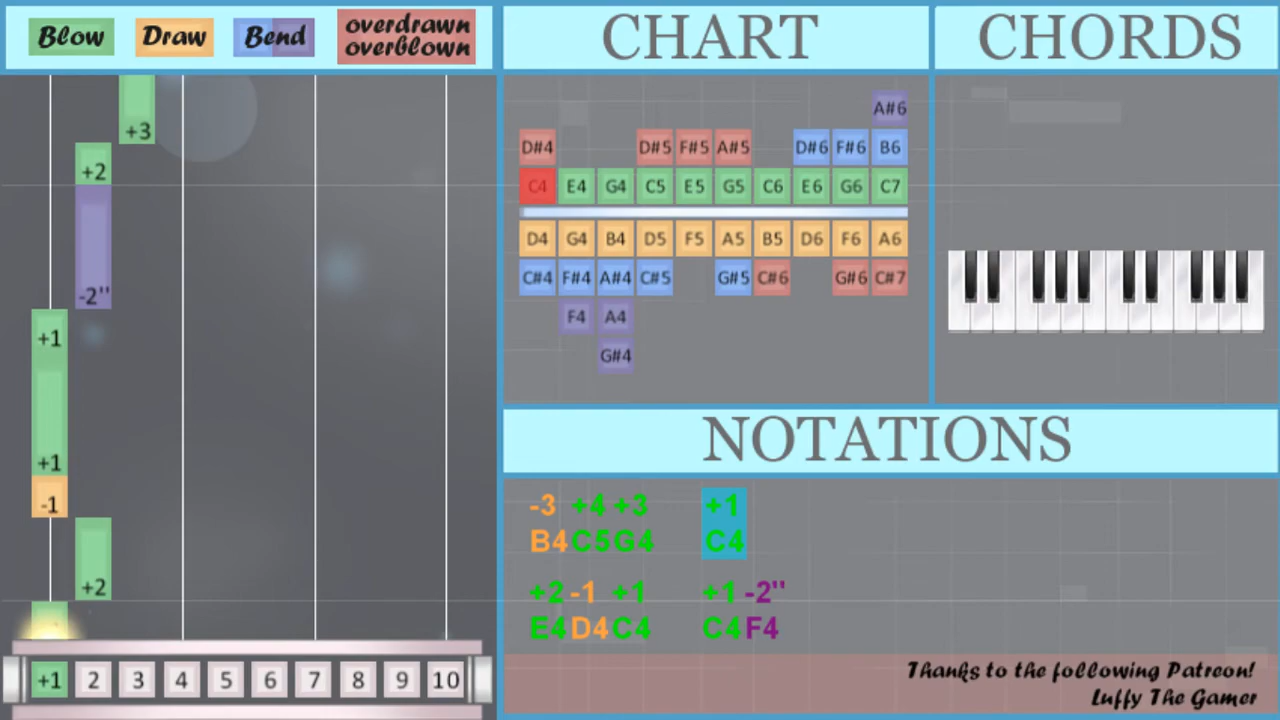 Blow Draw Bend overdrawn
overblown
CHART
CHORDS
+3
+2
-2''
+1
+1
-1
+2
+1 2 3 4 5 6 7 8 9 10
A#6
D#4 D#5 F#5 A#5 D#6 F#6 B6
C4 E4 G4 C5 E5 G5 C6 E6 G6 C7
D4 G4 B4 D5 F5 A5 B5 D6 F6 A6
C#4 F#4 A#4 C#5 G#5 C#6 G#6 C#7
F4 A4
G#4
NOTATIONS
-3 +4 +3 +1
B4 C5 G4 C4
+2 -1 +1 +1 -2''
E4 D4 C4 C4 F4
Thanks to the following Patreon!
Luffy The Gamer